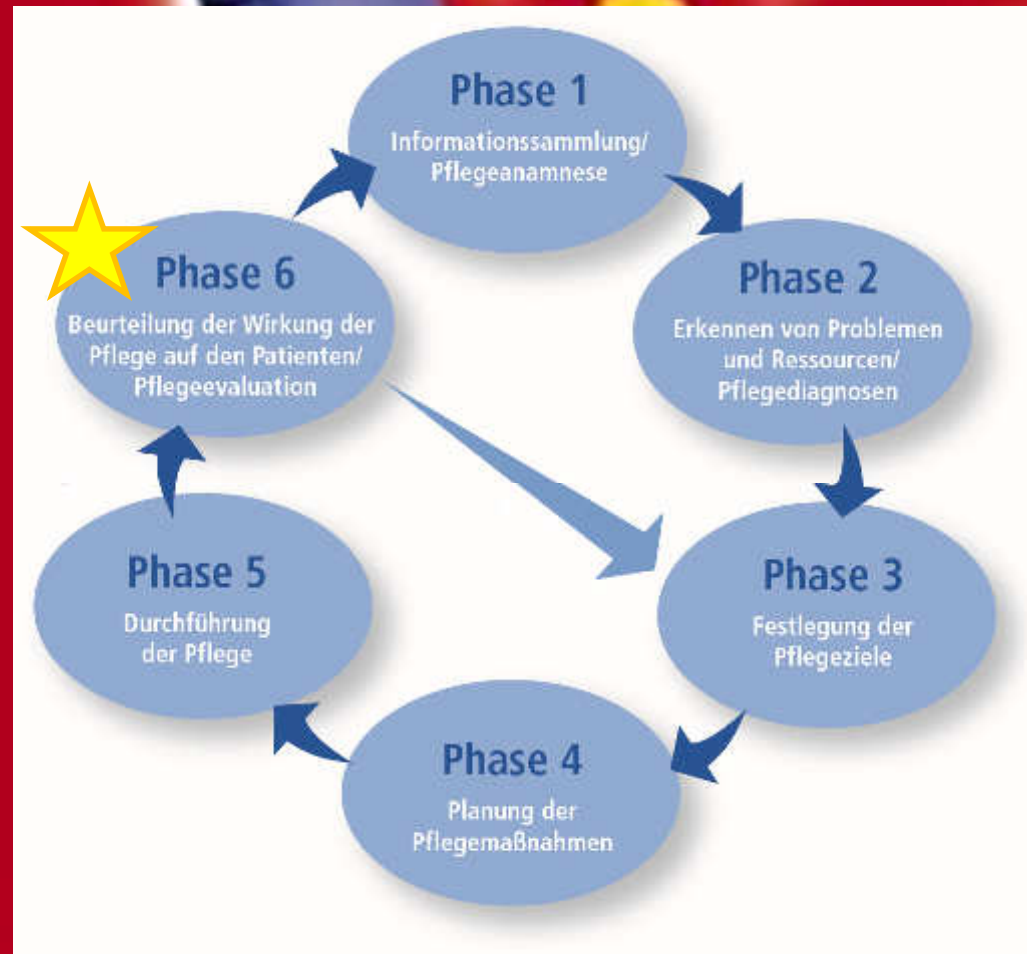 Phase 1
Informationssammlung/
Pflegeanamnese
Phase 2
Erkennen von Problemen
und Ressourcen/
Pflegediagnosen
Phase 3
Festlegung der
Pflegeziele
Phase 4
Planung der
Pflegemaßnahmen
Phase 5
Durchführung
der Pflege
Phase 6
Beurteilung der Wirkung der
Pflege auf den Patienten/
Pflegeevaluation